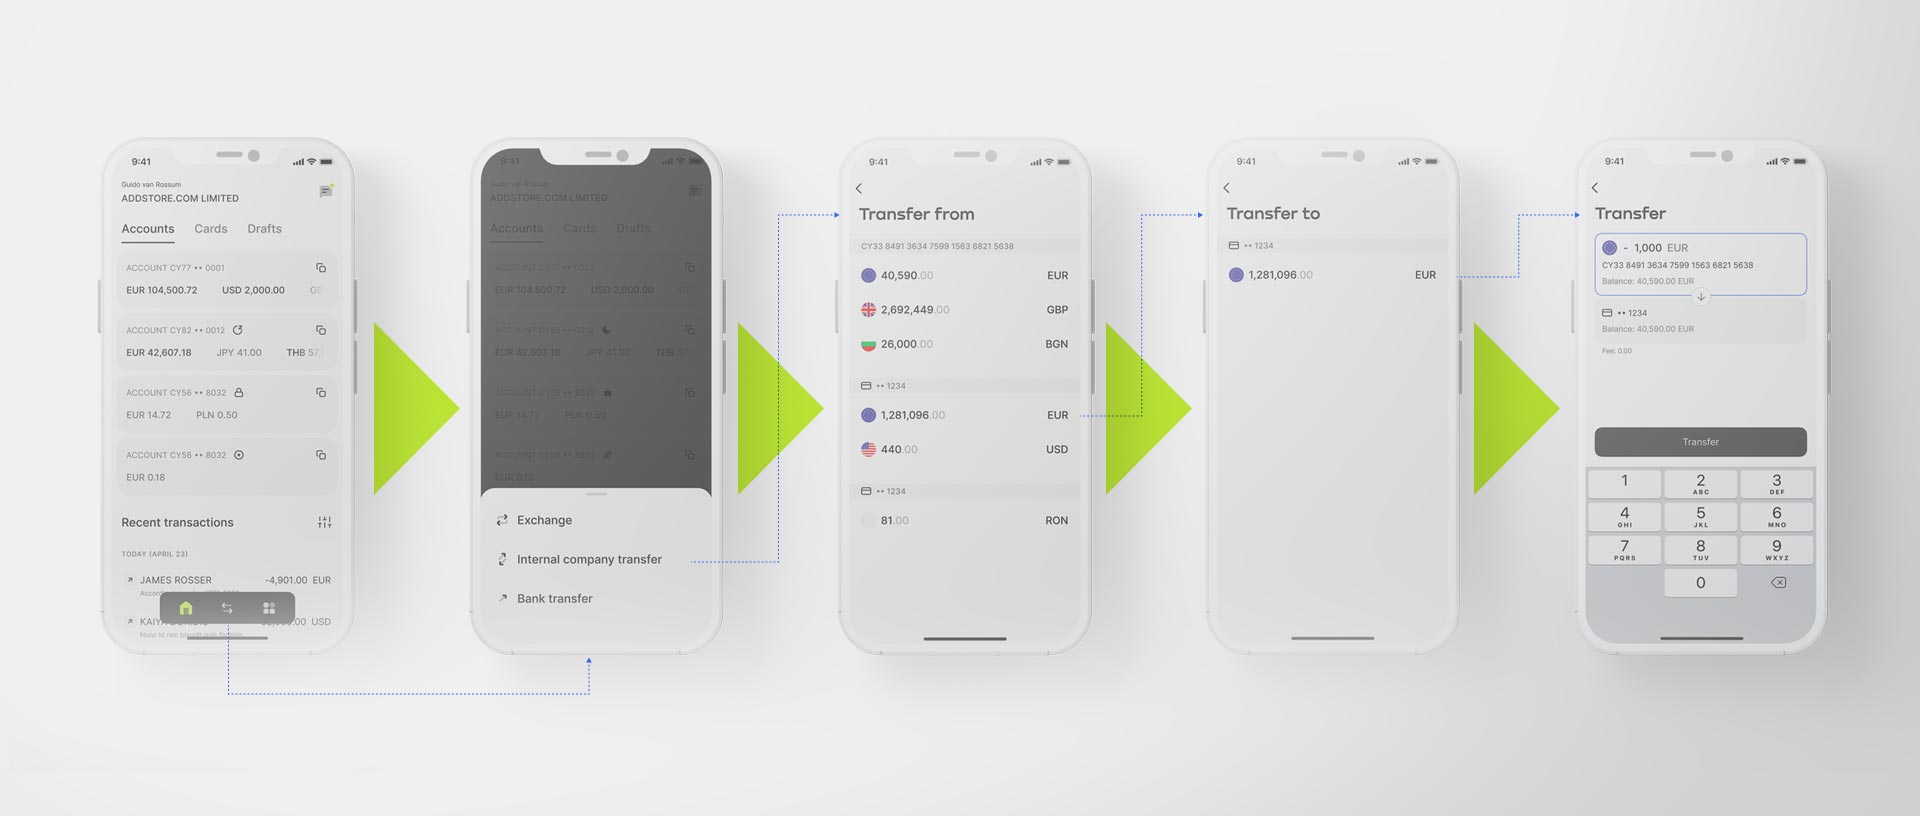 9:41
Guido van Rossum
ADDSTORE.COM LIMITED
Accounts Cards Drafts
ACCOUNT CY77 •• 0001
EUR 104,500.72 USD 2,000.00 GB
ACCOUNT CY82 •• 0012
EUR 42,607.18 JPY 41.00 THB 57,
ACCOUNT CY56 •• 8032
EUR 14.72 PLN 0.50
ACCOUNT CY56 •• 8032
EUR 0.18
Recent transactions
TODAY (APRIL 23)
JAMES ROSSER -4,901.00 EUR
USD
Nunc id nec blandit quis facilisis
9:41
Guido van Rossum
ADDSTORE.COM LIMITED
Accounts Cards Drafts
ACCOUNT CY77 •• 0001
EUR 104,500.72 USD 2,000.00 GB
ACCOUNT CY82 •• 0012
EUR 42,607.18 JPY 41.00 THB 57,
ACCOUNT CY56 •• 8032
EUR 14.72 PLN 0.50
ACCOUNT CY56 •• 8032
EUR 0.18
Exchange
Internal company transfer
Bank transfer
9:41
Transfer from
CY33 8491 3634 7599 1563 6821 5638
40,590.00 EUR
2,692,449.00 GBP
26,000.00 BGN
•• 1234
1,281,096.00 EUR
440.00 USD
•• 1234
81.00 RON
9:41
Transfer to
•• 1234
1,281,096.00 EUR
9:41
Transfer
- 1,000 EUR
CY33 8491 3634 7599 1563 6821 5638
Balance: 40,590.00 EUR
•• 1234
Balance: 40,590.00 EUR
Fee: 0.00
Transfer
1 2 3
ABC DEF
4 5 6
GHI JKL MNO
7 8 9
PQRS TUV WXYZ
0